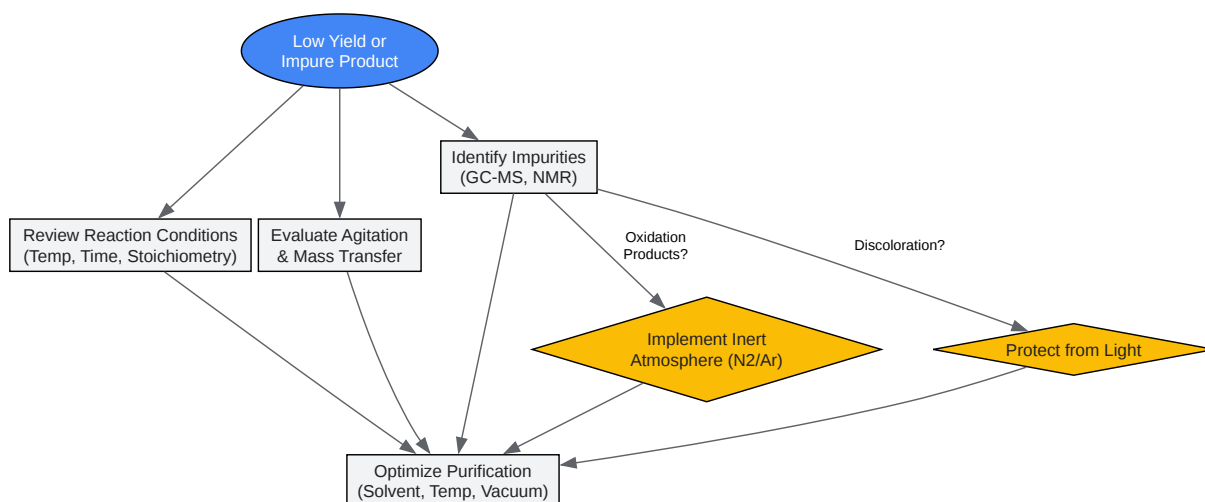 Low Yield or
Impure Product
Identify Impurities
(GC-MS, NMR)
Review Reaction Conditions
(Temp, Time, Stoichiometry)
Evaluate Agitation
& Mass Transfer
Oxidation
Products?
Discoloration?
Implement Inert
Atmosphere (N2/Ar)
Protect from Light
Optimize Purification
(Solvent, Temp, Vacuum)